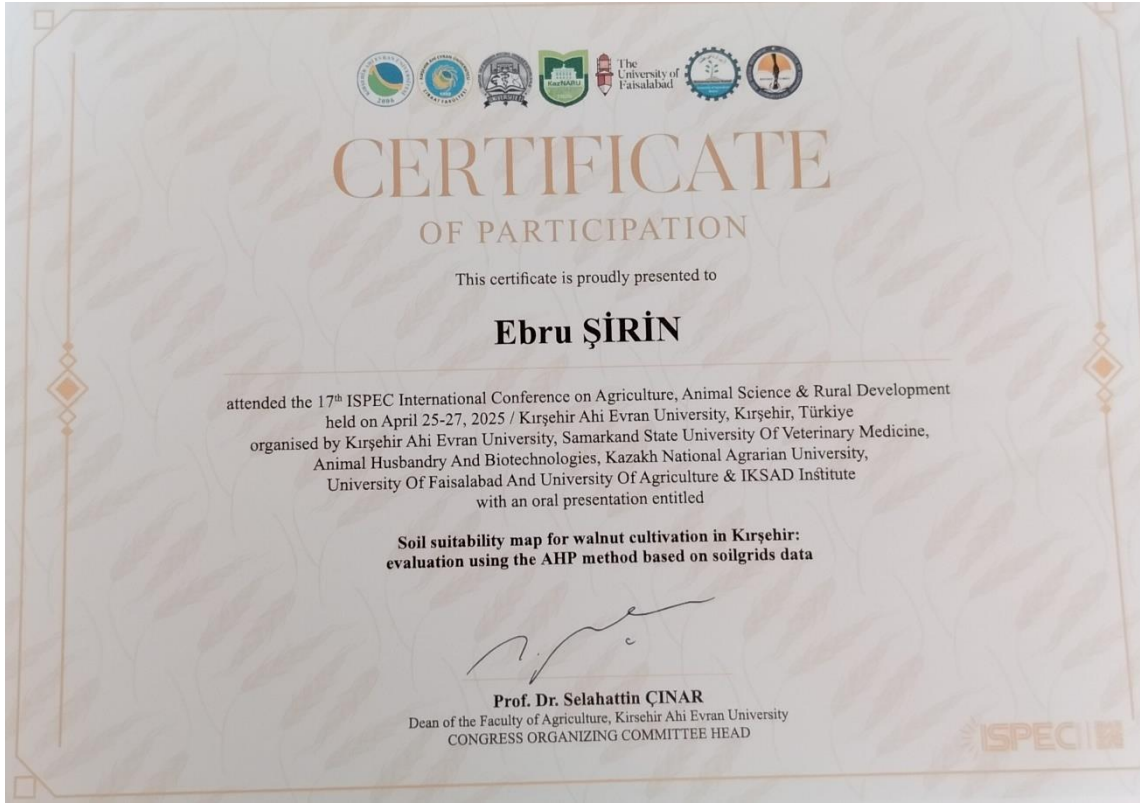 2006
KazNARU
The
University of
Faisalabad
CERTIFICATE
OF PARTICIPATION
This certificate is proudly presented to
Ebru ŞİRİN
attended the 17th ISPEC International Conference on Agriculture, Animal Science & Rural Development
held on April 25-27, 2025 / Kırşehir Ahi Evran University, Kırşehir, Türkiye
organised by Kırşehir Ahi Evran University, Samarkand State University Of Veterinary Medicine,
Animal Husbandry And Biotechnologies, Kazakh National Agrarian University,
University Of Faisalabad And University Of Agriculture & IKSAD Institute
with an oral presentation entitled
Soil suitability map for walnut cultivation in Kırşehir:
evaluation using the AHP method based on soilgrids data
Prof. Dr. Selahattin ÇINAR
Dean of the Faculty of Agriculture, Kirsehir Ahi Evran University
CONGRESS ORGANIZING COMMITTEE HEAD
ISPEC